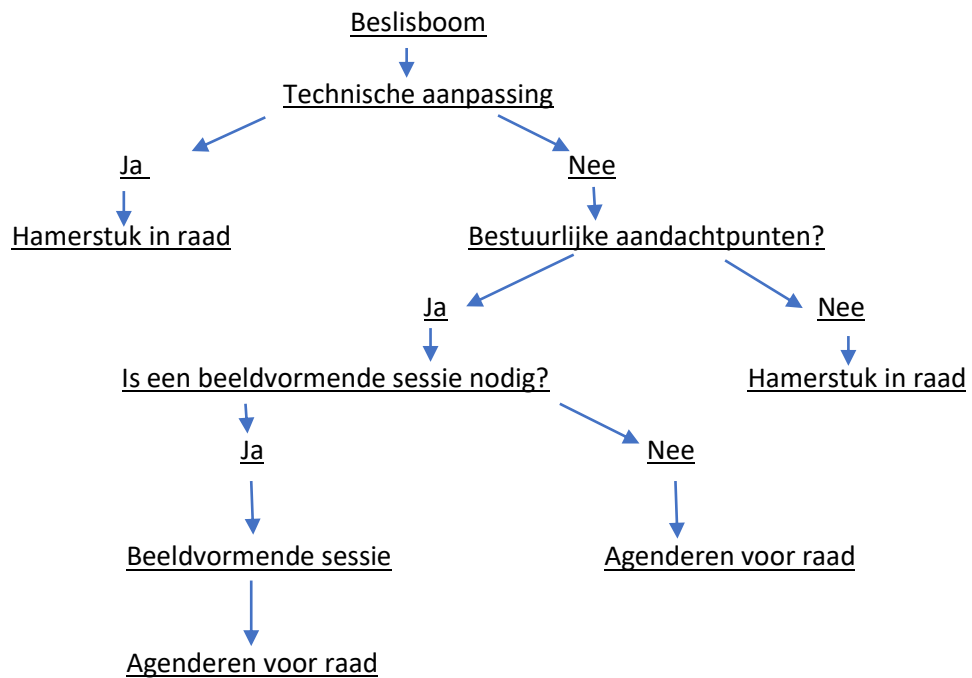 Beslisboom
Technische aanpassing
Ja
Nee
Hamerstuk in raad
Bestuurlijke aandachtpunten?
Ja
Nee
Is een beeldvormende sessie nodig?
Hamerstuk in raad
Ja
Nee
Beeldvormende sessie
Agenderen voor raad
Agenderen voor raad